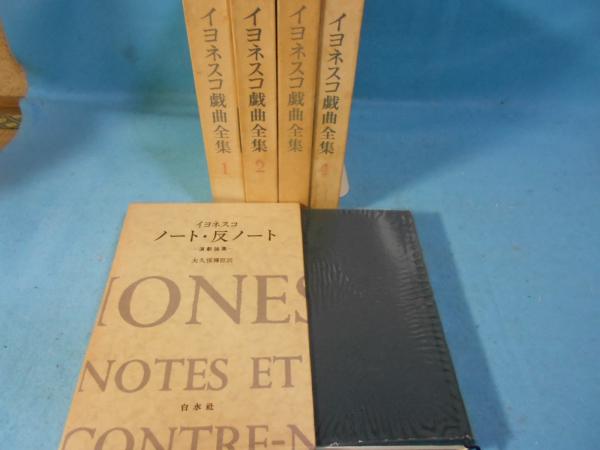 イヨネスコ戯曲全集 1
イヨネスコ戯曲全集 2
イヨネスコ戯曲全集
イヨネスコ戯曲全集 4
イヨネスコ
ノート・反ノート
演劇論集
大久保輝臣訳
IONES
NOTES ET
白水社
CONTRE-N